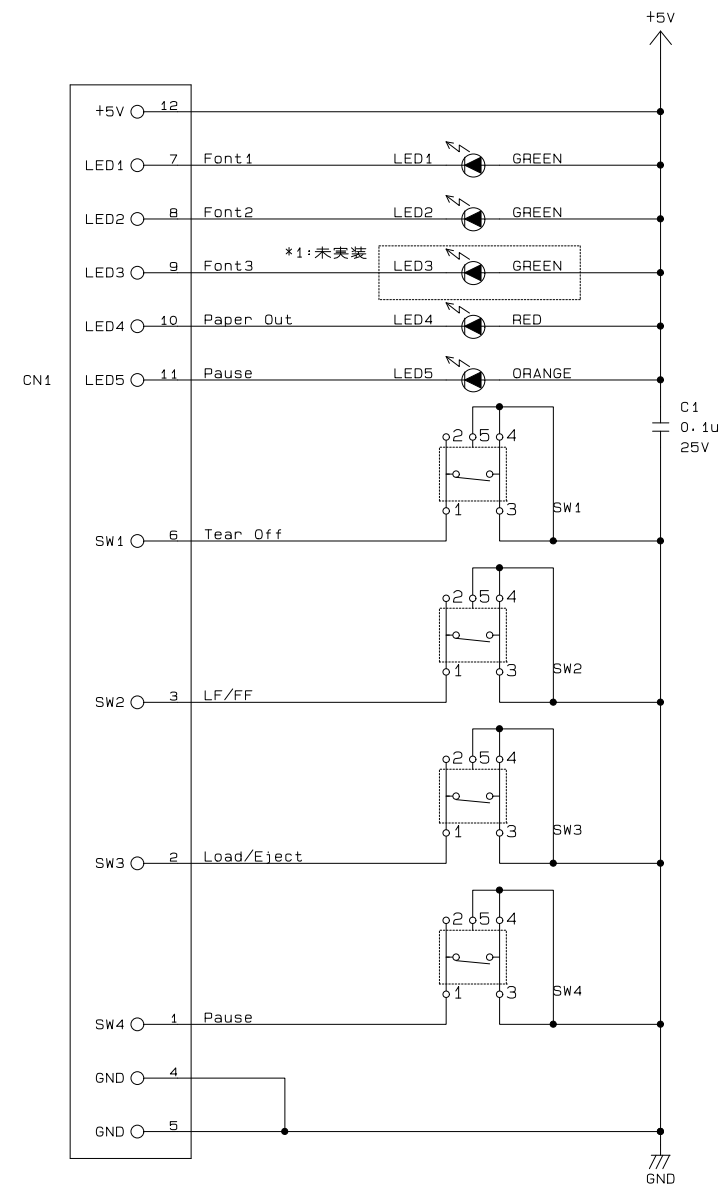 +5V
+5V 12
LED1 7 Font1 LED1 GREEN
LED2 8 Font2 LED2 GREEN
*1:未実装
LED3 9 Font3 LED3 GREEN
LED4 10 Paper Out LED4 RED
CN1 LED5 11 Pause LED5 ORANGE
C1
0.1u
25V
2 5 4
1 3 SW1
SW1 6 Tear Off
2 5 4
1 3 SW2
SW2 3 LF/FF
2 5 4
1 3 SW3
SW3 2 Load/Eject
2 5 4
1 3 SW4
SW4 1 Pause
GND 4
GND 5
GND